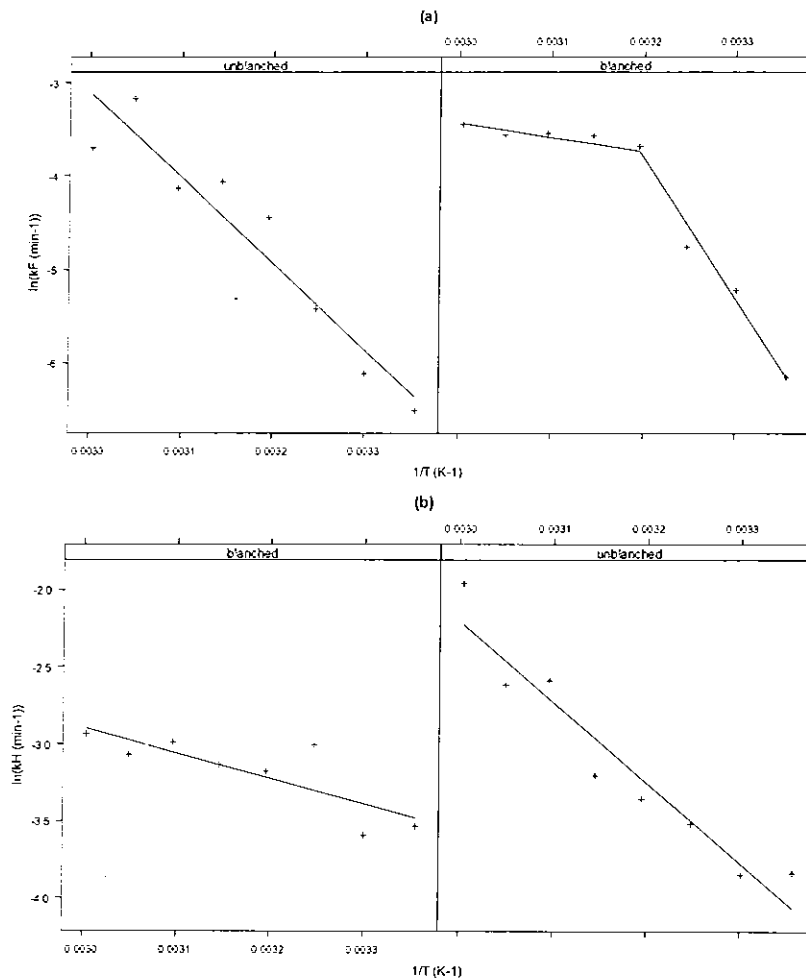 (a)
0 0030 0 0031 0 0032 0 0033
unblanched blanched
-3
-4
-5
-6
ln(kF (min-1))
0 0030 0 0031 0 0032 0 0033
1/T (K-1)
(b)
0 0030 0 0031 0 0032 0 0033
blanched unblanched
-2 0
-2 5
-3 0
-3 5
-4 0
ln(kH (min-1))
0 0030 0 0031 0 0032 0 0033
1/T (K-1)